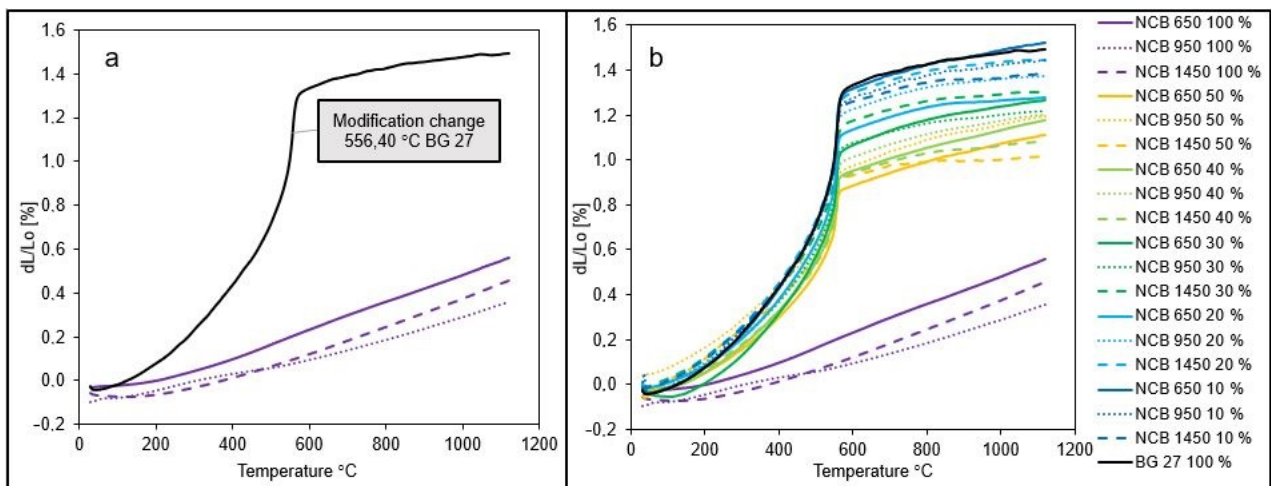 a
1.6
1.4
1.2
1.0
0.8
0.6
0.4
0.2
0.0
−0.2
dL/Lo [%]
Modification change
556,40 °C BG 27
0 200 400 600 800 1000 1200
Temperature °C
b
1,6
1.4
1.2
1.0
0.8
0.6
0.4
0.2
0.0
−0,2
dL/Lo [%]
0 200 400 600 800 1000 1200
Temperature °C
NCB 650 100 %
NCB 950 100 %
NCB 1450 100 %
NCB 650 50 %
NCB 950 50 %
NCB 1450 50 %
NCB 650 40 %
NCB 950 40 %
NCB 1450 40 %
NCB 650 30 %
NCB 950 30 %
NCB 1450 30 %
NCB 650 20 %
NCB 950 20 %
NCB 1450 20 %
NCB 650 10 %
NCB 950 10 %
NCB 1450 10 %
BG 27 100 %